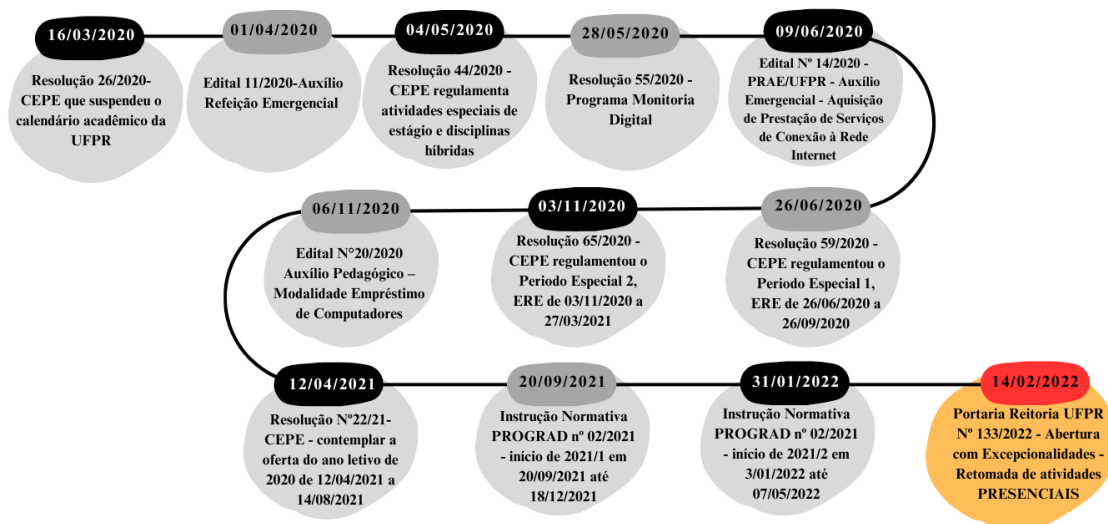 16/03/2020
Resolução 26/2020-
CEPE que suspendeu o
calendário acadêmico da
UFPR
01/04/2020
Edital 11/2020-Auxílio
Refeição Emergencial
04/05/2020
Resolução 44/2020 -
CEPE regulamenta
atividades especiais de
estágio e disciplinas
híbridas
28/05/2020
Resolução 55/2020 -
Programa Monitoria
Digital
09/06/2020
Edital Nº 14/2020 -
PRAE/UFPR - Auxílio
Emergencial - Aquisição
de Prestação de Serviços
de Conexão à Rede
Internet
26/06/2020
Resolução 59/2020 -
CEPE regulamentou o
Periodo Especial 1,
ERE de 26/06/2020 a
26/09/2020
03/11/2020
Resolução 65/2020 -
CEPE regulamentou o
Periodo Especial 2,
ERE de 03/11/2020 a
27/03/2021
06/11/2020
Edital N°20/2020
Auxílio Pedagógico –
Modalidade Empréstimo
de Computadores
12/04/2021
Resolução Nº22/21-
CEPE - contemplar a
oferta do ano letivo de
2020 de 12/04/2021 a
14/08/2021
20/09/2021
Instrução Normativa
PROGRAD nº 02/2021
- início de 2021/1 em
20/09/2021 até
18/12/2021
31/01/2022
Instrução Normativa
PROGRAD nº 02/2021
- início de 2021/2 em
3/01/2022 até
07/05/2022
14/02/2022
Portaria Reitoria UFPR
Nº 133/2022 - Abertura
com Excepcionalidades -
Retomada de atividades
PRESENCIAIS